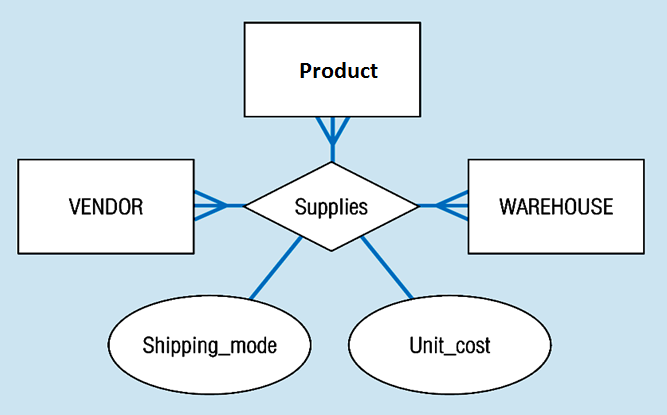 Product
VENDOR
Supplies
WAREHOUSE
Shipping_mode
Unit_cost